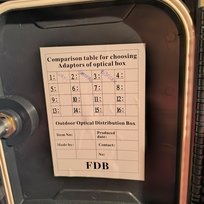 Comparison table for choosing
Adaptors of optical box
1: 2: 3: 4:
5: 6: 7: 8:
9: 10: 11: 12:
13: 14: 15: 16:
Outdoor Optical Distribution Box
Item No: Produced date:
Made by: Contact:
No:
FDB